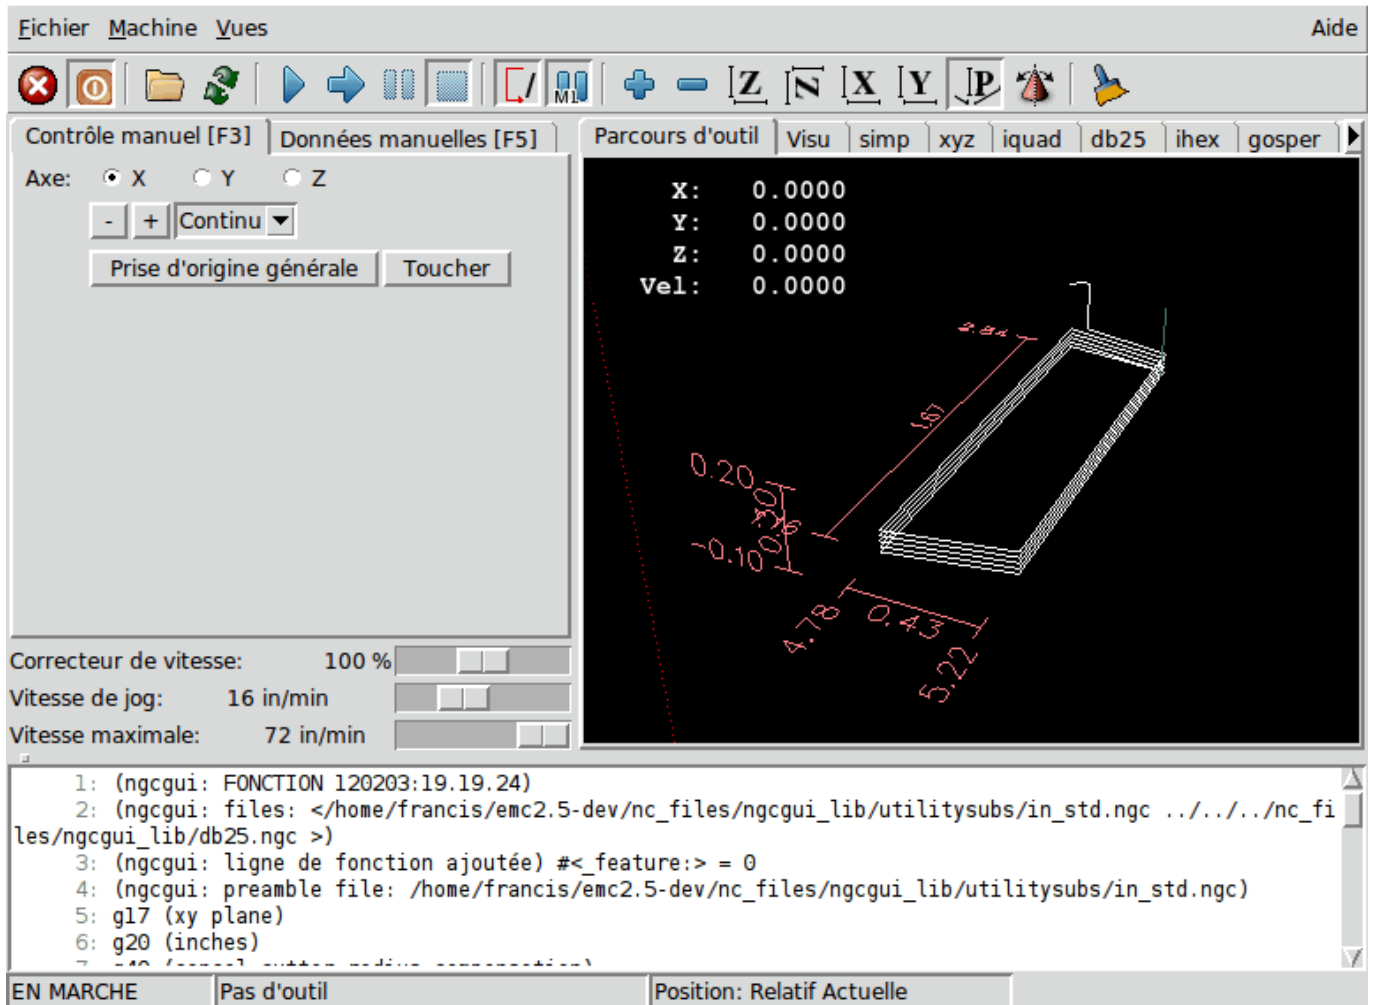 Fichier Machine Vues Aide
M1 Z N X Y P
Contrôle manuel [F3] Données manuelles [F5]
Parcours d'outil Visu simp xyz iquad db25 ihex gosper
Axe: X Y Z
- + Continu
Prise d'origine générale Toucher
X: 0.0000
Y: 0.0000
Z: 0.0000
Vel: 0.0000
2.94
0.20
-0.10
4.78
0.43
5.22
Correcteur de vitesse: 100 %
Vitesse de jog: 16 in/min
Vitesse maximale: 72 in/min
1: (ngcgui: FONCTION 120203:19.19.24)
2: (ngcgui: files: </home/francis/emc2.5-dev/nc_files/ngcgui_lib/utilitysubs/in_std.ngc ../../../nc_fi
les/ngcgui_lib/db25.ngc >)
3: (ngcgui: ligne de fonction ajoutée) #<_feature:> = 0
4: (ngcgui: preamble file: /home/francis/emc2.5-dev/nc_files/ngcgui_lib/utilitysubs/in_std.ngc)
5: g17 (xy plane)
6: g20 (inches)
EN MARCHE Pas d'outil Position: Relatif Actuelle